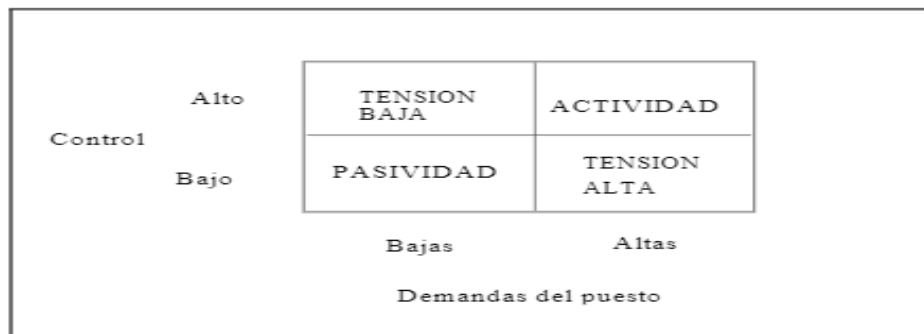 Alto
TENSION
BAJA
ACTIVIDAD
Control
Bajo
PASIVIDAD
TENSION
ALTA
Bajas
Altas
Demandas del puesto